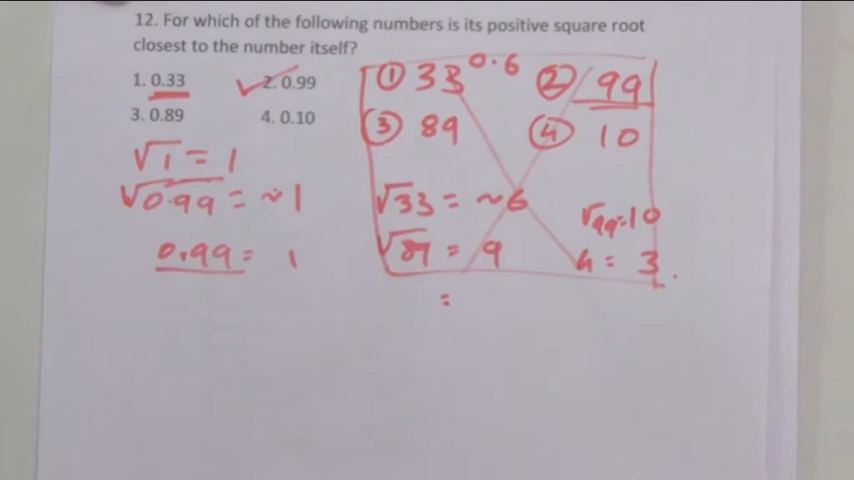 12. For which of the following numbers is its positive square root
closest to the number itself?
1. 0.33 2. 0.99
3. 0.89 4. 0.10
① 33 0.6 ② 99
③ 89 ④ 10
√1 = 1
√0.99 = ~1
0.99 = 1
√33 = ~6
√99=10
= 9
= 3.
=